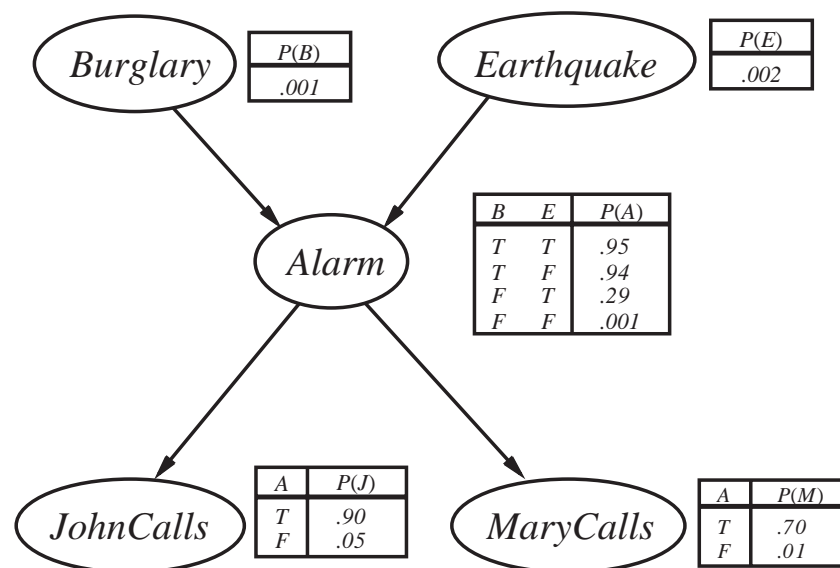 Burglary
P(B)
.001
Earthquake
P(E)
.002
Alarm
B E P(A)
T T .95
T F .94
F T .29
F F .001
JohnCalls
A P(J)
T .90
F .05
MaryCalls
A P(M)
T .70
F .01